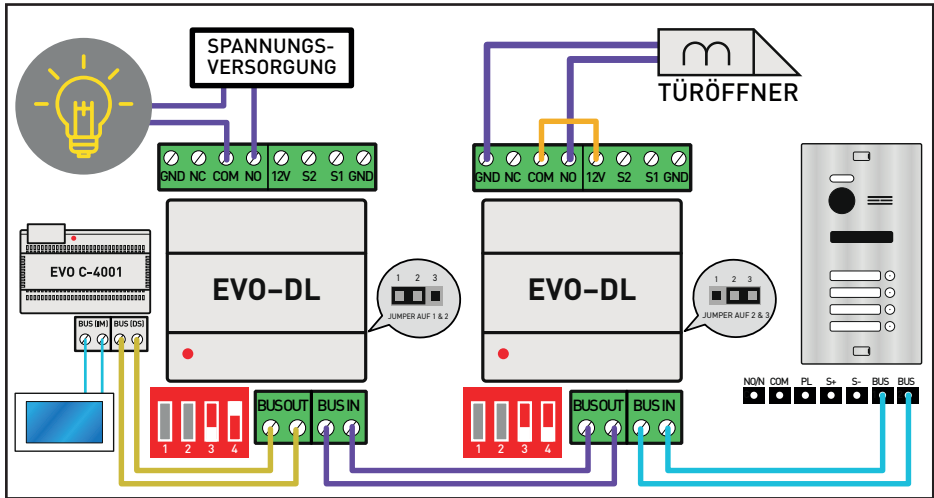 SPANNUNGS-
VERSORGUNG
TÜRÖFFNER
GND NC COM NO 12V S2 S1 GND
GND NC COM NO 12V S2 S1 GND
EVO C-4001
EVO-DL
1 2 3
JUMPER AUF 1 & 2
EVO-DL
1 2 3
JUMPER AUF 2 & 3
BUS (IM) BUS (DS)
NO/N COM PL S+ S- BUS BUS
BUS OUT BUS IN
1 2 3 4
BUS OUT BUS IN
1 2 3 4